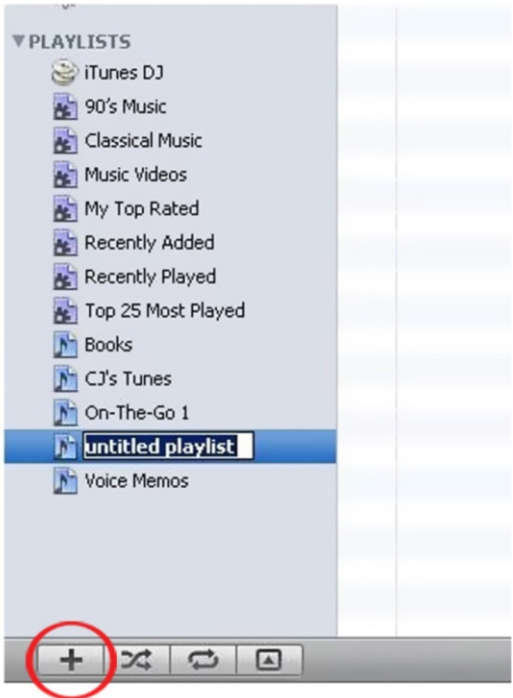 PLAYLISTS
iTunes DJ
90's Music
Classical Music
Music Videos
My Top Rated
Recently Added
Recently Played
Top 25 Most Played
Books
CJ's Tunes
On-The-Go 1
untitled playlist
Voice Memos